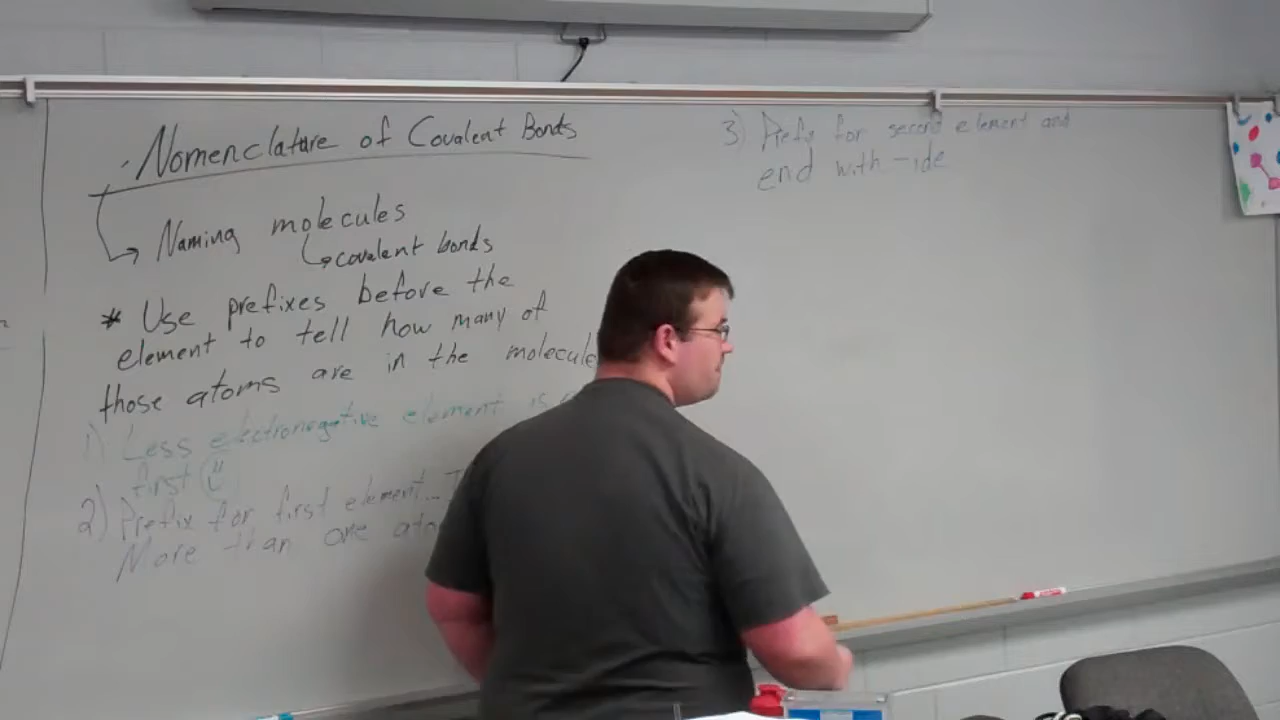 Nomenclature of Covalent Bonds
Naming molecules
covalent bonds
* Use prefixes before the
element to tell how many of
those atoms are in the molecule
1) Less electronegative element is
first
2) Prefix for first element...
More than one
3) Prefix for second element and
end with -ide